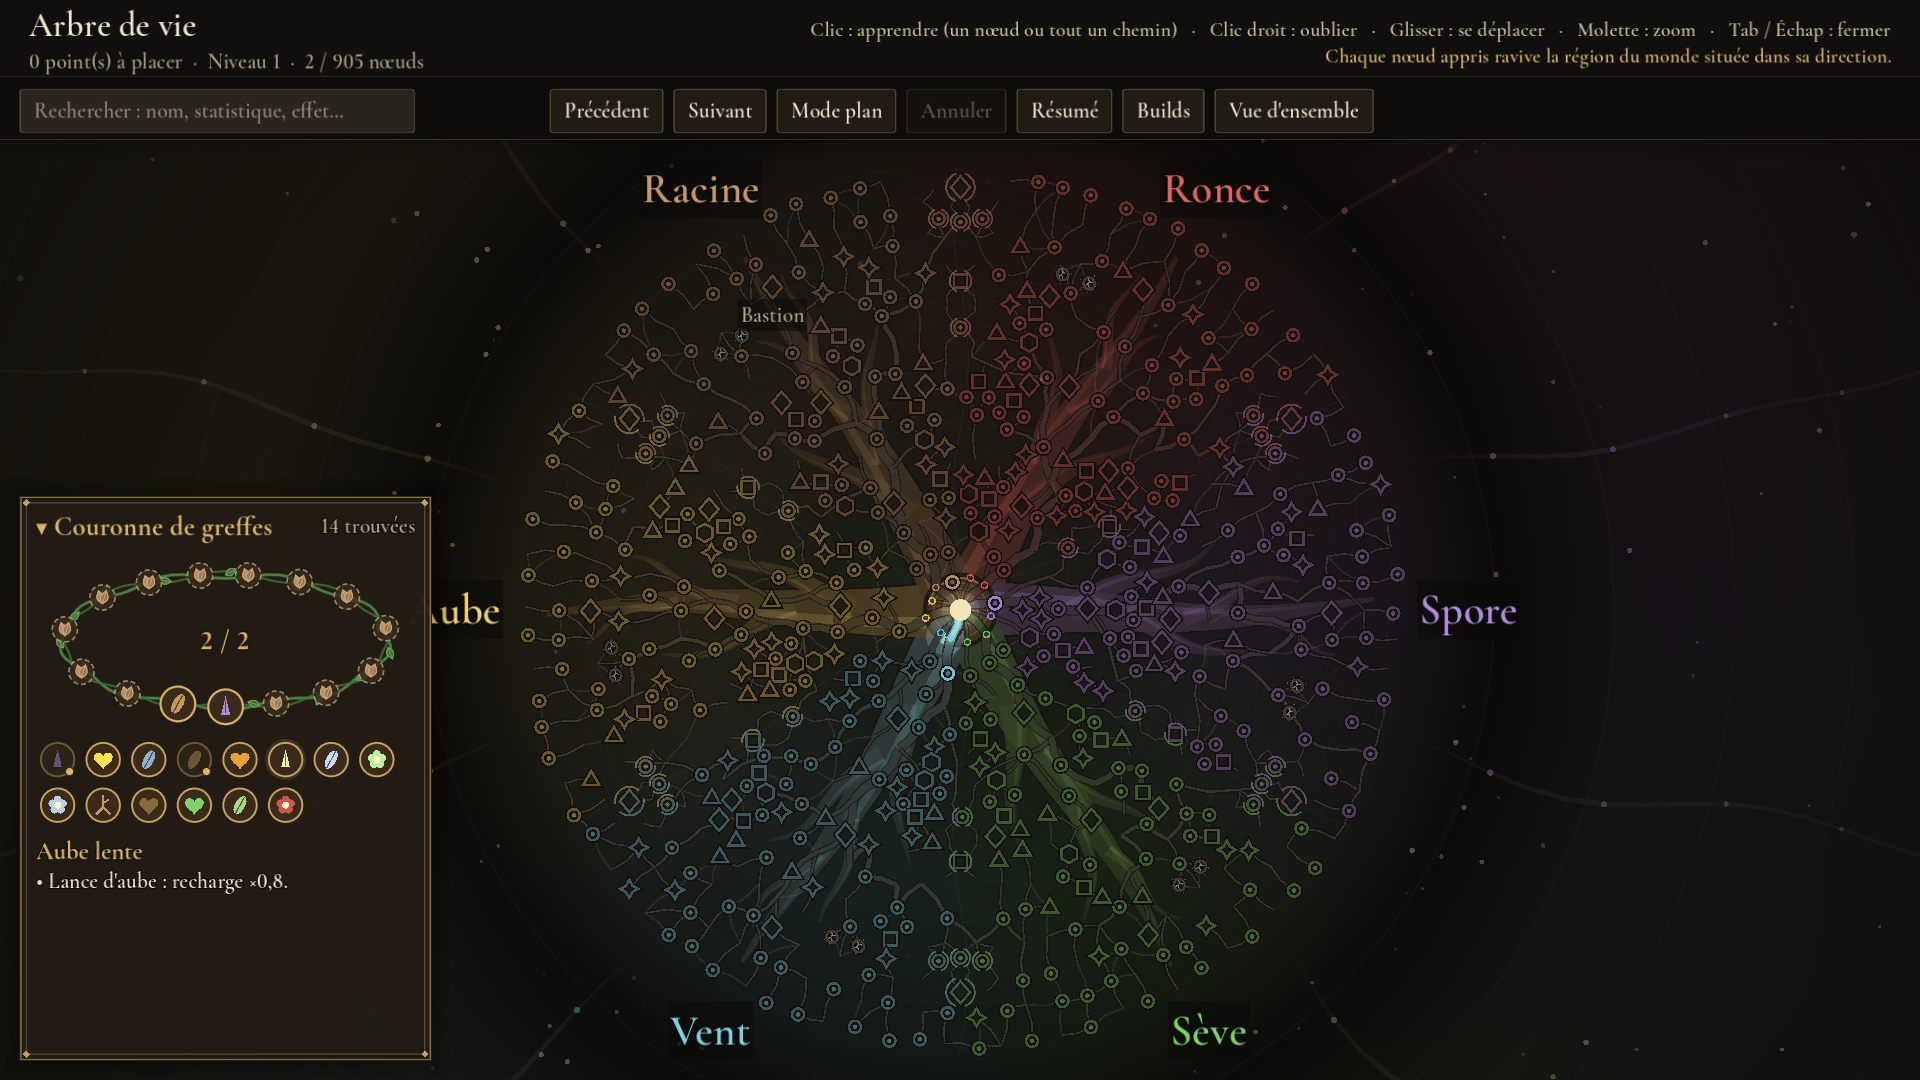 Arbre de vie
0 point(s) à placer · Niveau 1 · 2 / 905 nœuds
Clic : apprendre (un nœud ou tout un chemin) · Clic droit : oublier · Glisser : se déplacer · Molette : zoom · Tab / Échap : fermer
Chaque nœud appris ravive la région du monde située dans sa direction.
Rechercher : nom, statistique, effet...
Précédent Suivant Mode plan Annuler Résumé Builds Vue d'ensemble
Racine
Ronce
Bastion
Aube
Spore
Vent
Sève
▾ Couronne de greffes 14 trouvées
2 / 2
Aube lente
• Lance d'aube : recharge ×0,8.